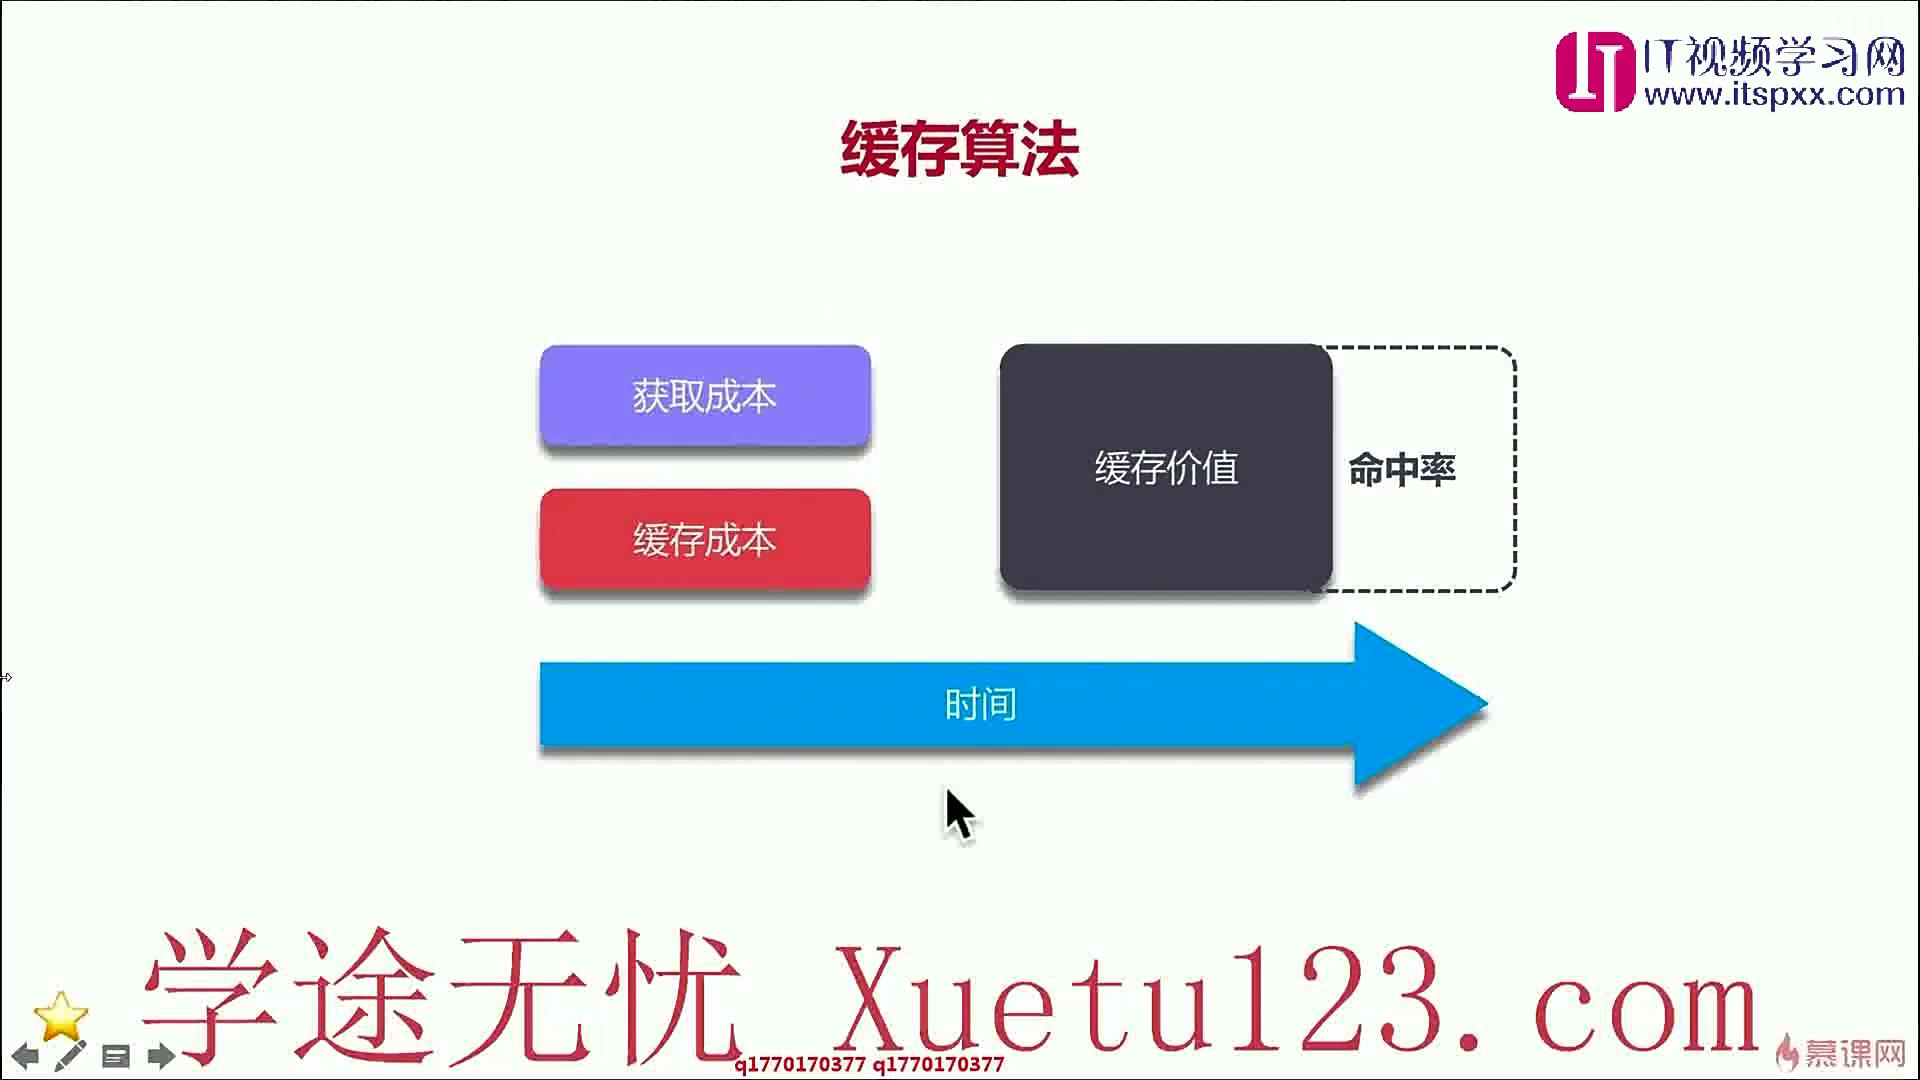 IT视频学习网
www.itspxx.com
缓存算法
获取成本
缓存成本
缓存价值
命中率
时间
学途无忧 Xuetu123.com
q1770170377 q1770170377
慕课网